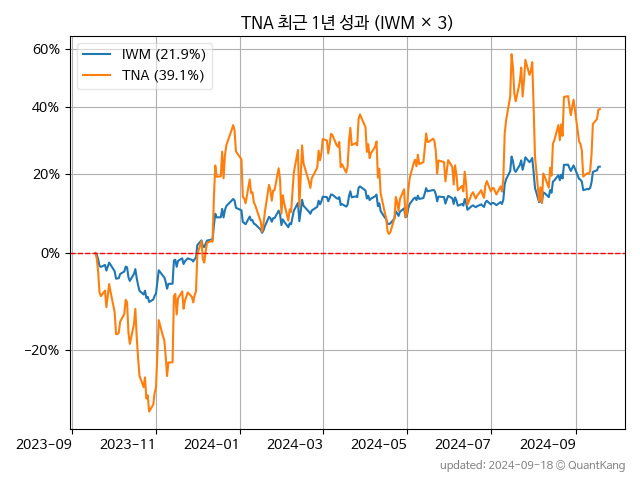 TNA 최근 1년 성과 (IWM × 3)
IWM (21.9%)
TNA (39.1%)
60%
40%
20%
0%
−20%
2023-09 2023-11 2024-01 2024-03 2024-05 2024-07 2024-09
updated: 2024-09-18 © QuantKang